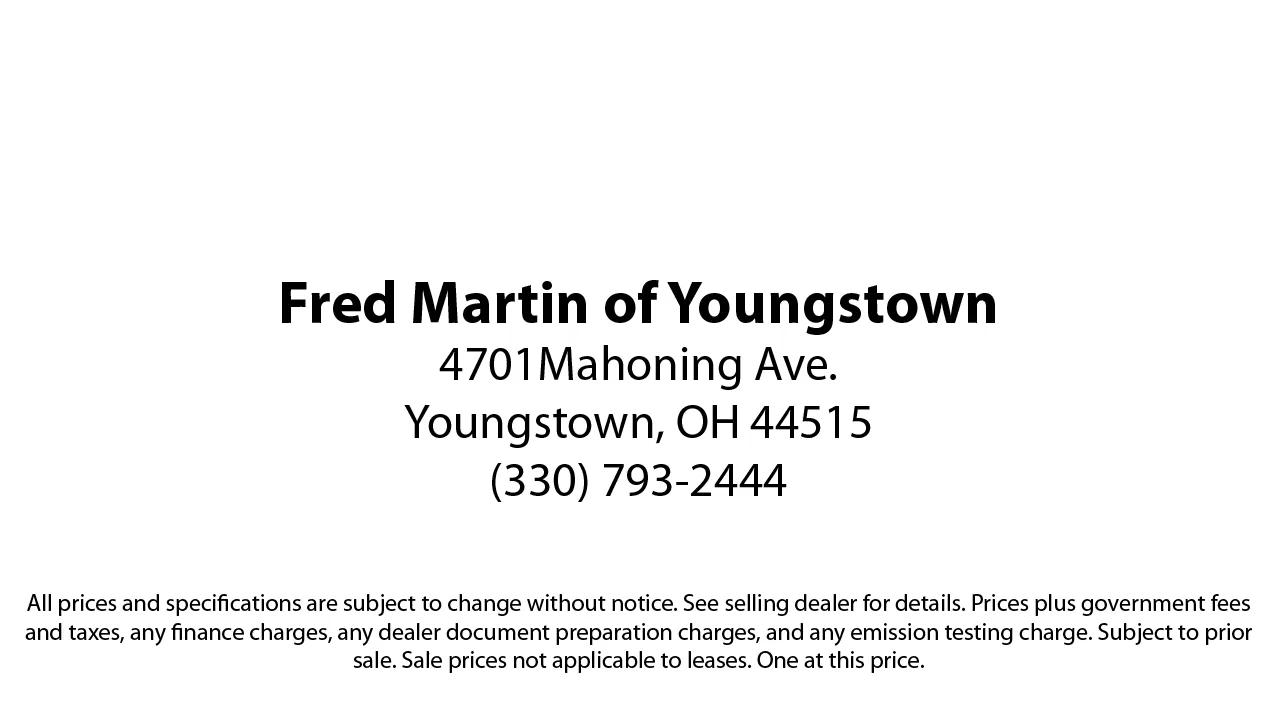 Fred Martin of Youngstown
4701Mahoning Ave.
Youngstown, OH 44515
(330) 793-2444
All prices and specifications are subject to change without notice. See selling dealer for details. Prices plus government fees
and taxes, any finance charges, any dealer document preparation charges, and any emission testing charge. Subject to prior
sale. Sale prices not applicable to leases. One at this price.